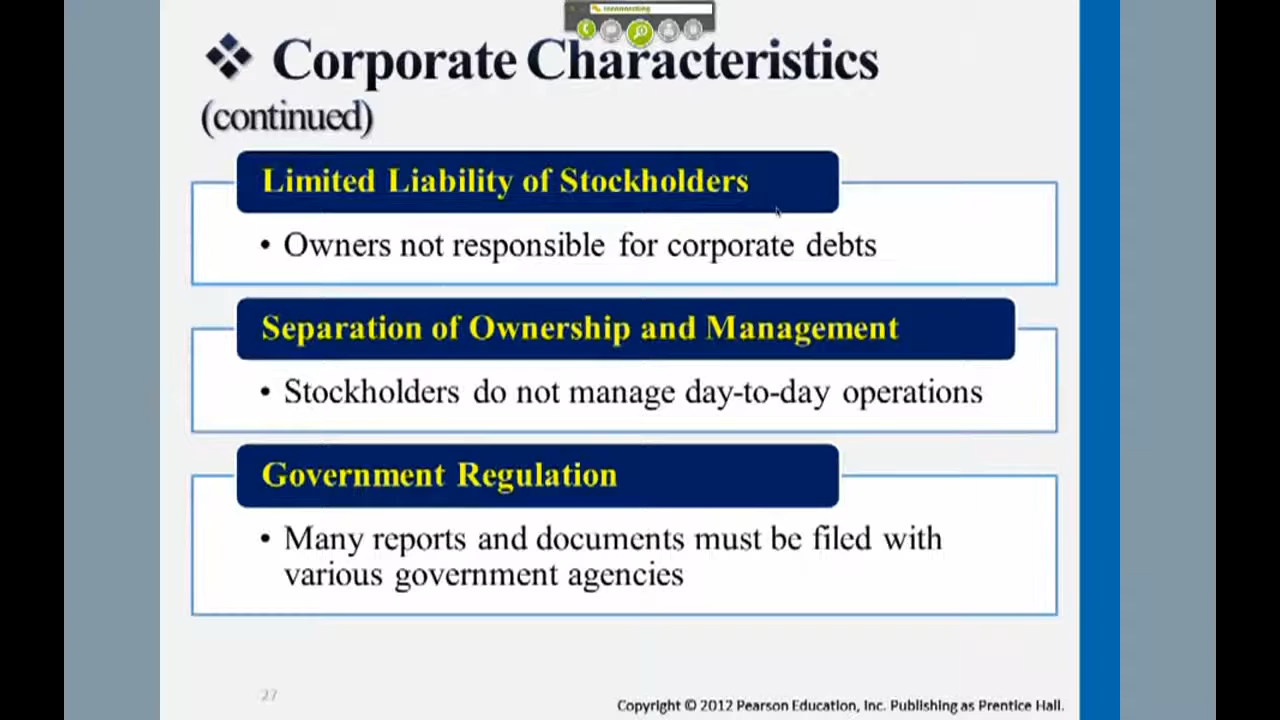 Corporate Characteristics
(continued)
Limited Liability of Stockholders
• Owners not responsible for corporate debts
Separation of Ownership and Management
• Stockholders do not manage day-to-day operations
Government Regulation
• Many reports and documents must be filed with
various government agencies
27
Copyright © 2012 Pearson Education, Inc. Publishing as Prentice Hall.